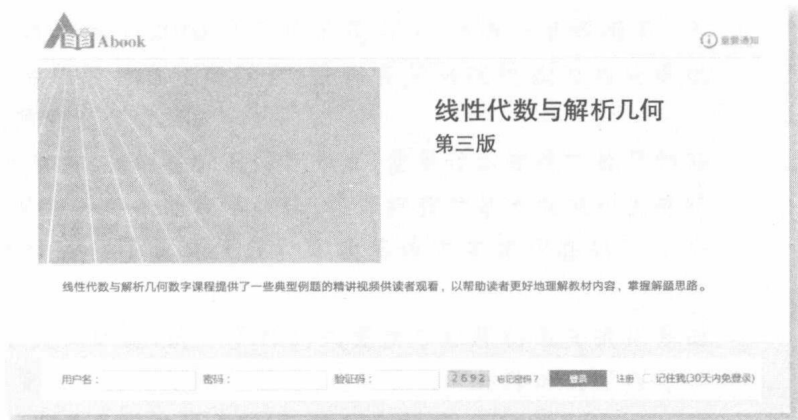 Abook
重要通知
线性代数与解析几何
第三版
线性代数与解析几何数字课程提供了一些典型例题的精讲视频供读者观看，以帮助读者更好地理解教材内容，掌握解题思路。
用户名： 密码： 验证码： 2692 忘记密码？ 登录 注册 记住我(30天内免登录)